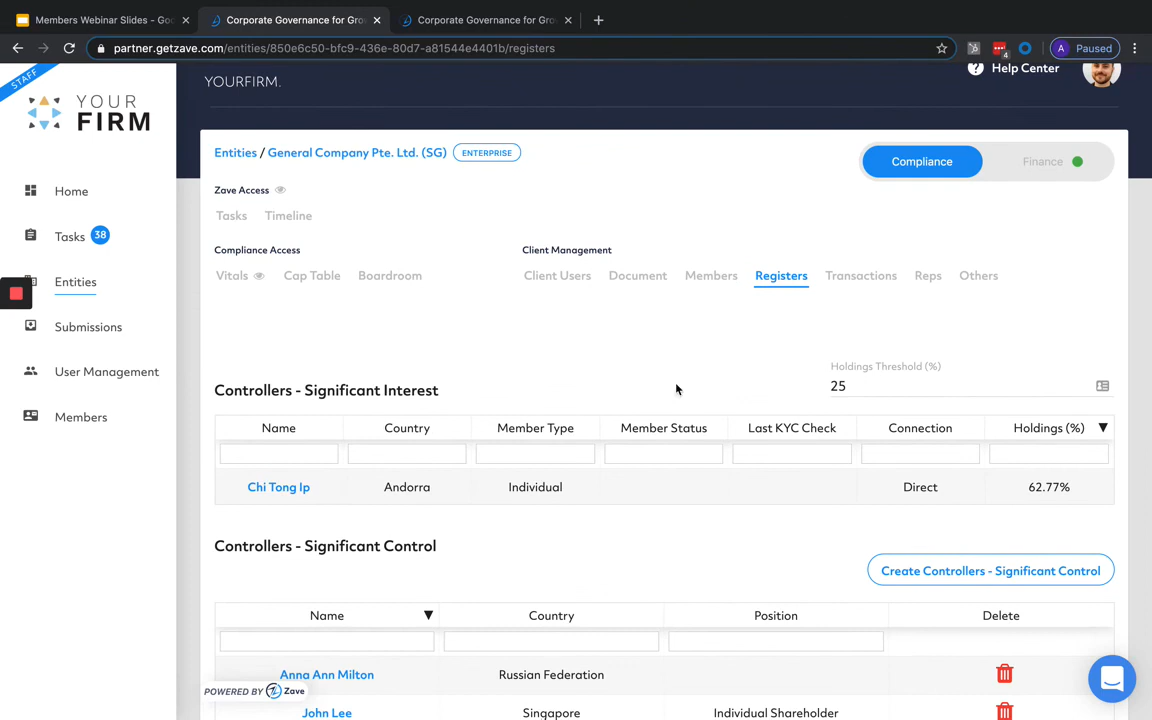 Members Webinar Slides - Goo
Corporate Governance for Grow
Corporate Governance for Grow
partner.getzave.com/entities/850e6c50-bfc9-436e-80d7-a81544e4401b/registers
4
A Paused
STAFF
YOUR
FIRM
YOURFIRM.
Help Center
Home
Tasks 38
Entities
Submissions
User Management
Members
Entities / General Company Pte. Ltd. (SG) ENTERPRISE
Compliance Finance
Zave Access
Tasks Timeline
Compliance Access Client Management
Vitals Cap Table Boardroom Client Users Document Members Registers Transactions Reps Others
Holdings Threshold (%)
25
Controllers - Significant Interest
Name Country Member Type Member Status Last KYC Check Connection Holdings (%) ▼
Chi Tong Ip Andorra Individual Direct 62.77%
Controllers - Significant Control
Create Controllers - Significant Control
Name ▼ Country Position Delete
Anna Ann Milton Russian Federation
POWERED BY Zave
John Lee Singapore Individual Shareholder